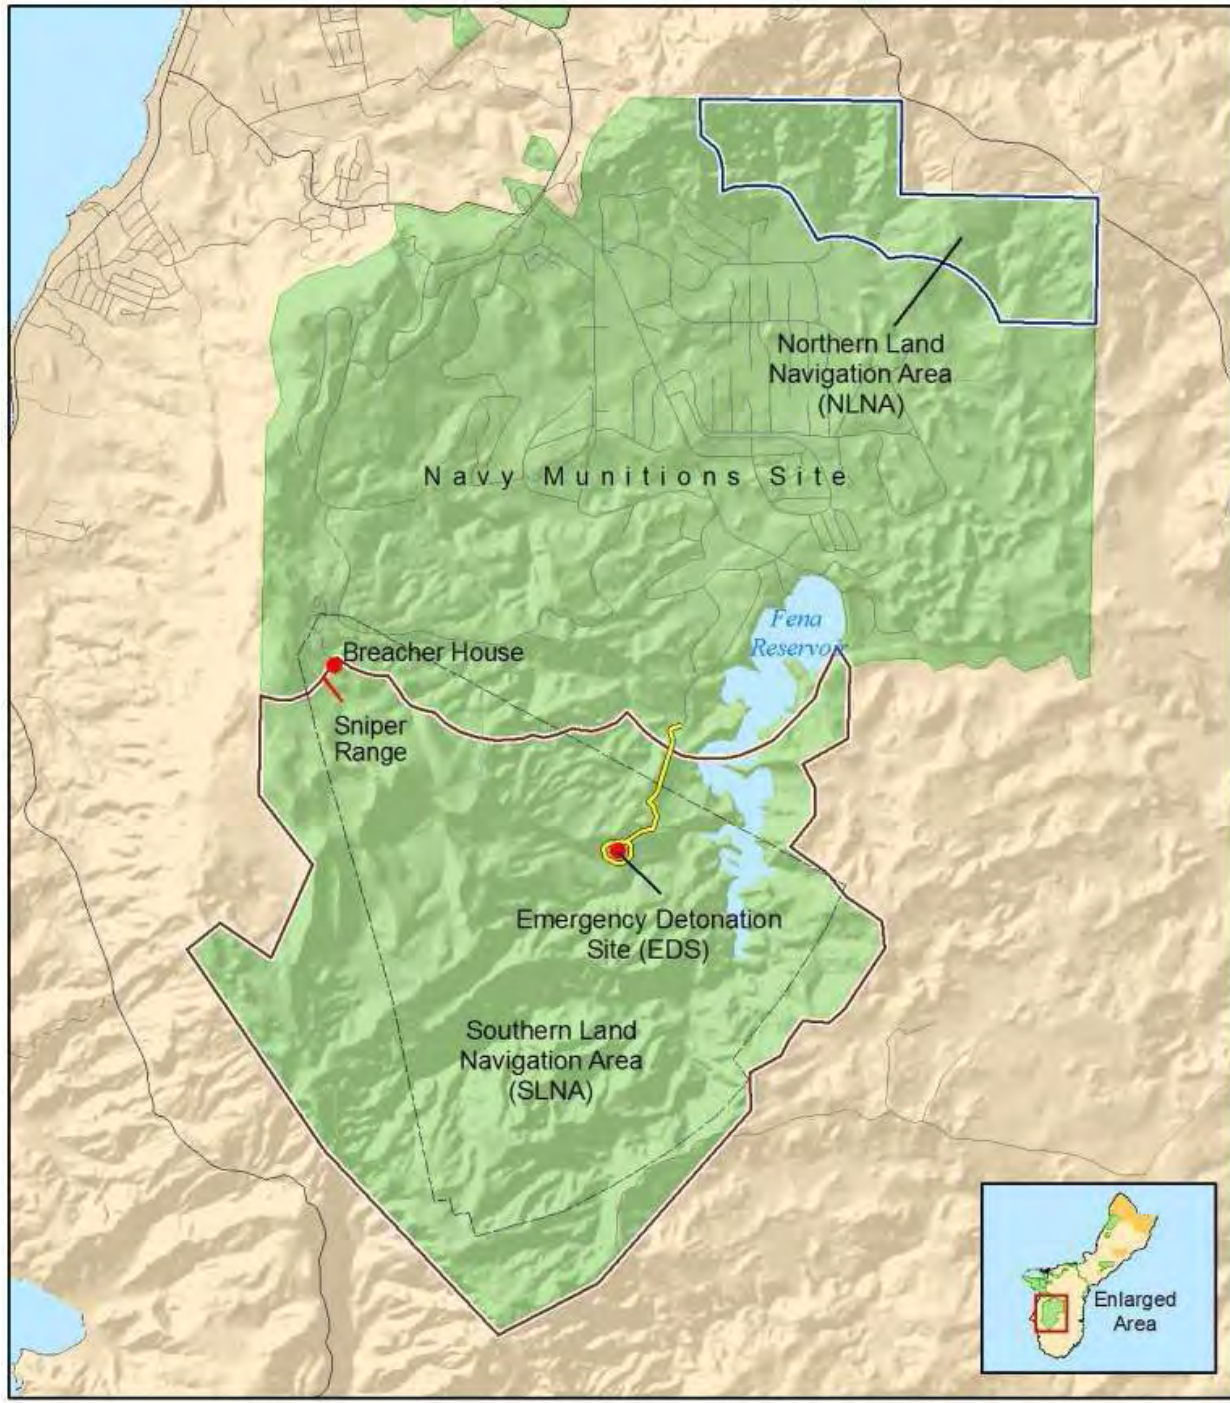 Northern Land
Navigation Area
(NLNA)
Navy Munitions Site
Fena
Reservoir
Breacher House
Sniper
Range
Emergency Detonation
Site (EDS)
Southern Land
Navigation Area
(SLNA)
Enlarged
Area